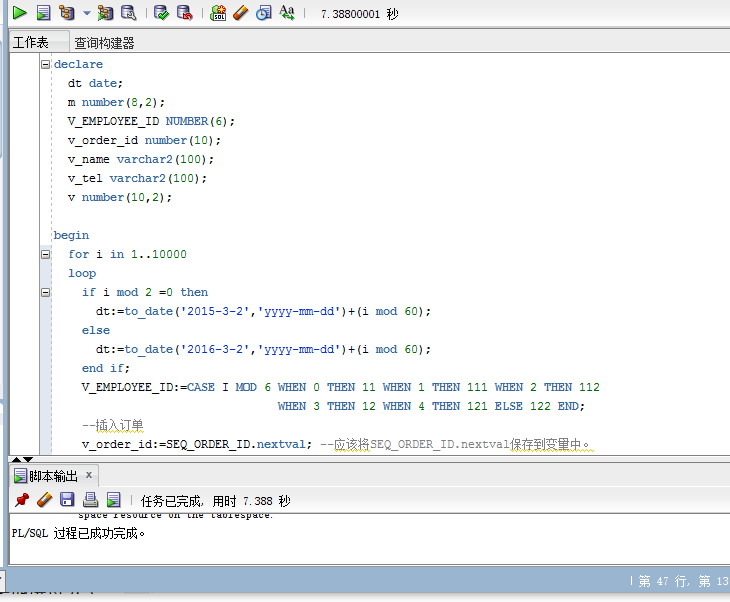 7.38800001 秒
工作表 查询构建器
declare
dt date;
m number(8,2);
V_EMPLOYEE_ID NUMBER(6);
v_order_id number(10);
v_name varchar2(100);
v_tel varchar2(100);
v number(10,2);
begin
for i in 1..10000
loop
if i mod 2 =0 then
dt:=to_date('2015-3-2','yyyy-mm-dd')+(i mod 60);
else
dt:=to_date('2016-3-2','yyyy-mm-dd')+(i mod 60);
end if;
V_EMPLOYEE_ID:=CASE I MOD 6 WHEN 0 THEN 11 WHEN 1 THEN 111 WHEN 2 THEN 112
WHEN 3 THEN 12 WHEN 4 THEN 121 ELSE 122 END;
--插入订单
v_order_id:=SEQ_ORDER_ID.nextval; --应该将SEQ_ORDER_ID.nextval保存到变量中。
脚本输出 x
任务已完成, 用时 7.388 秒
space resource on the tablespace.
PL/SQL 过程已成功完成。
第 47 行, 第 13